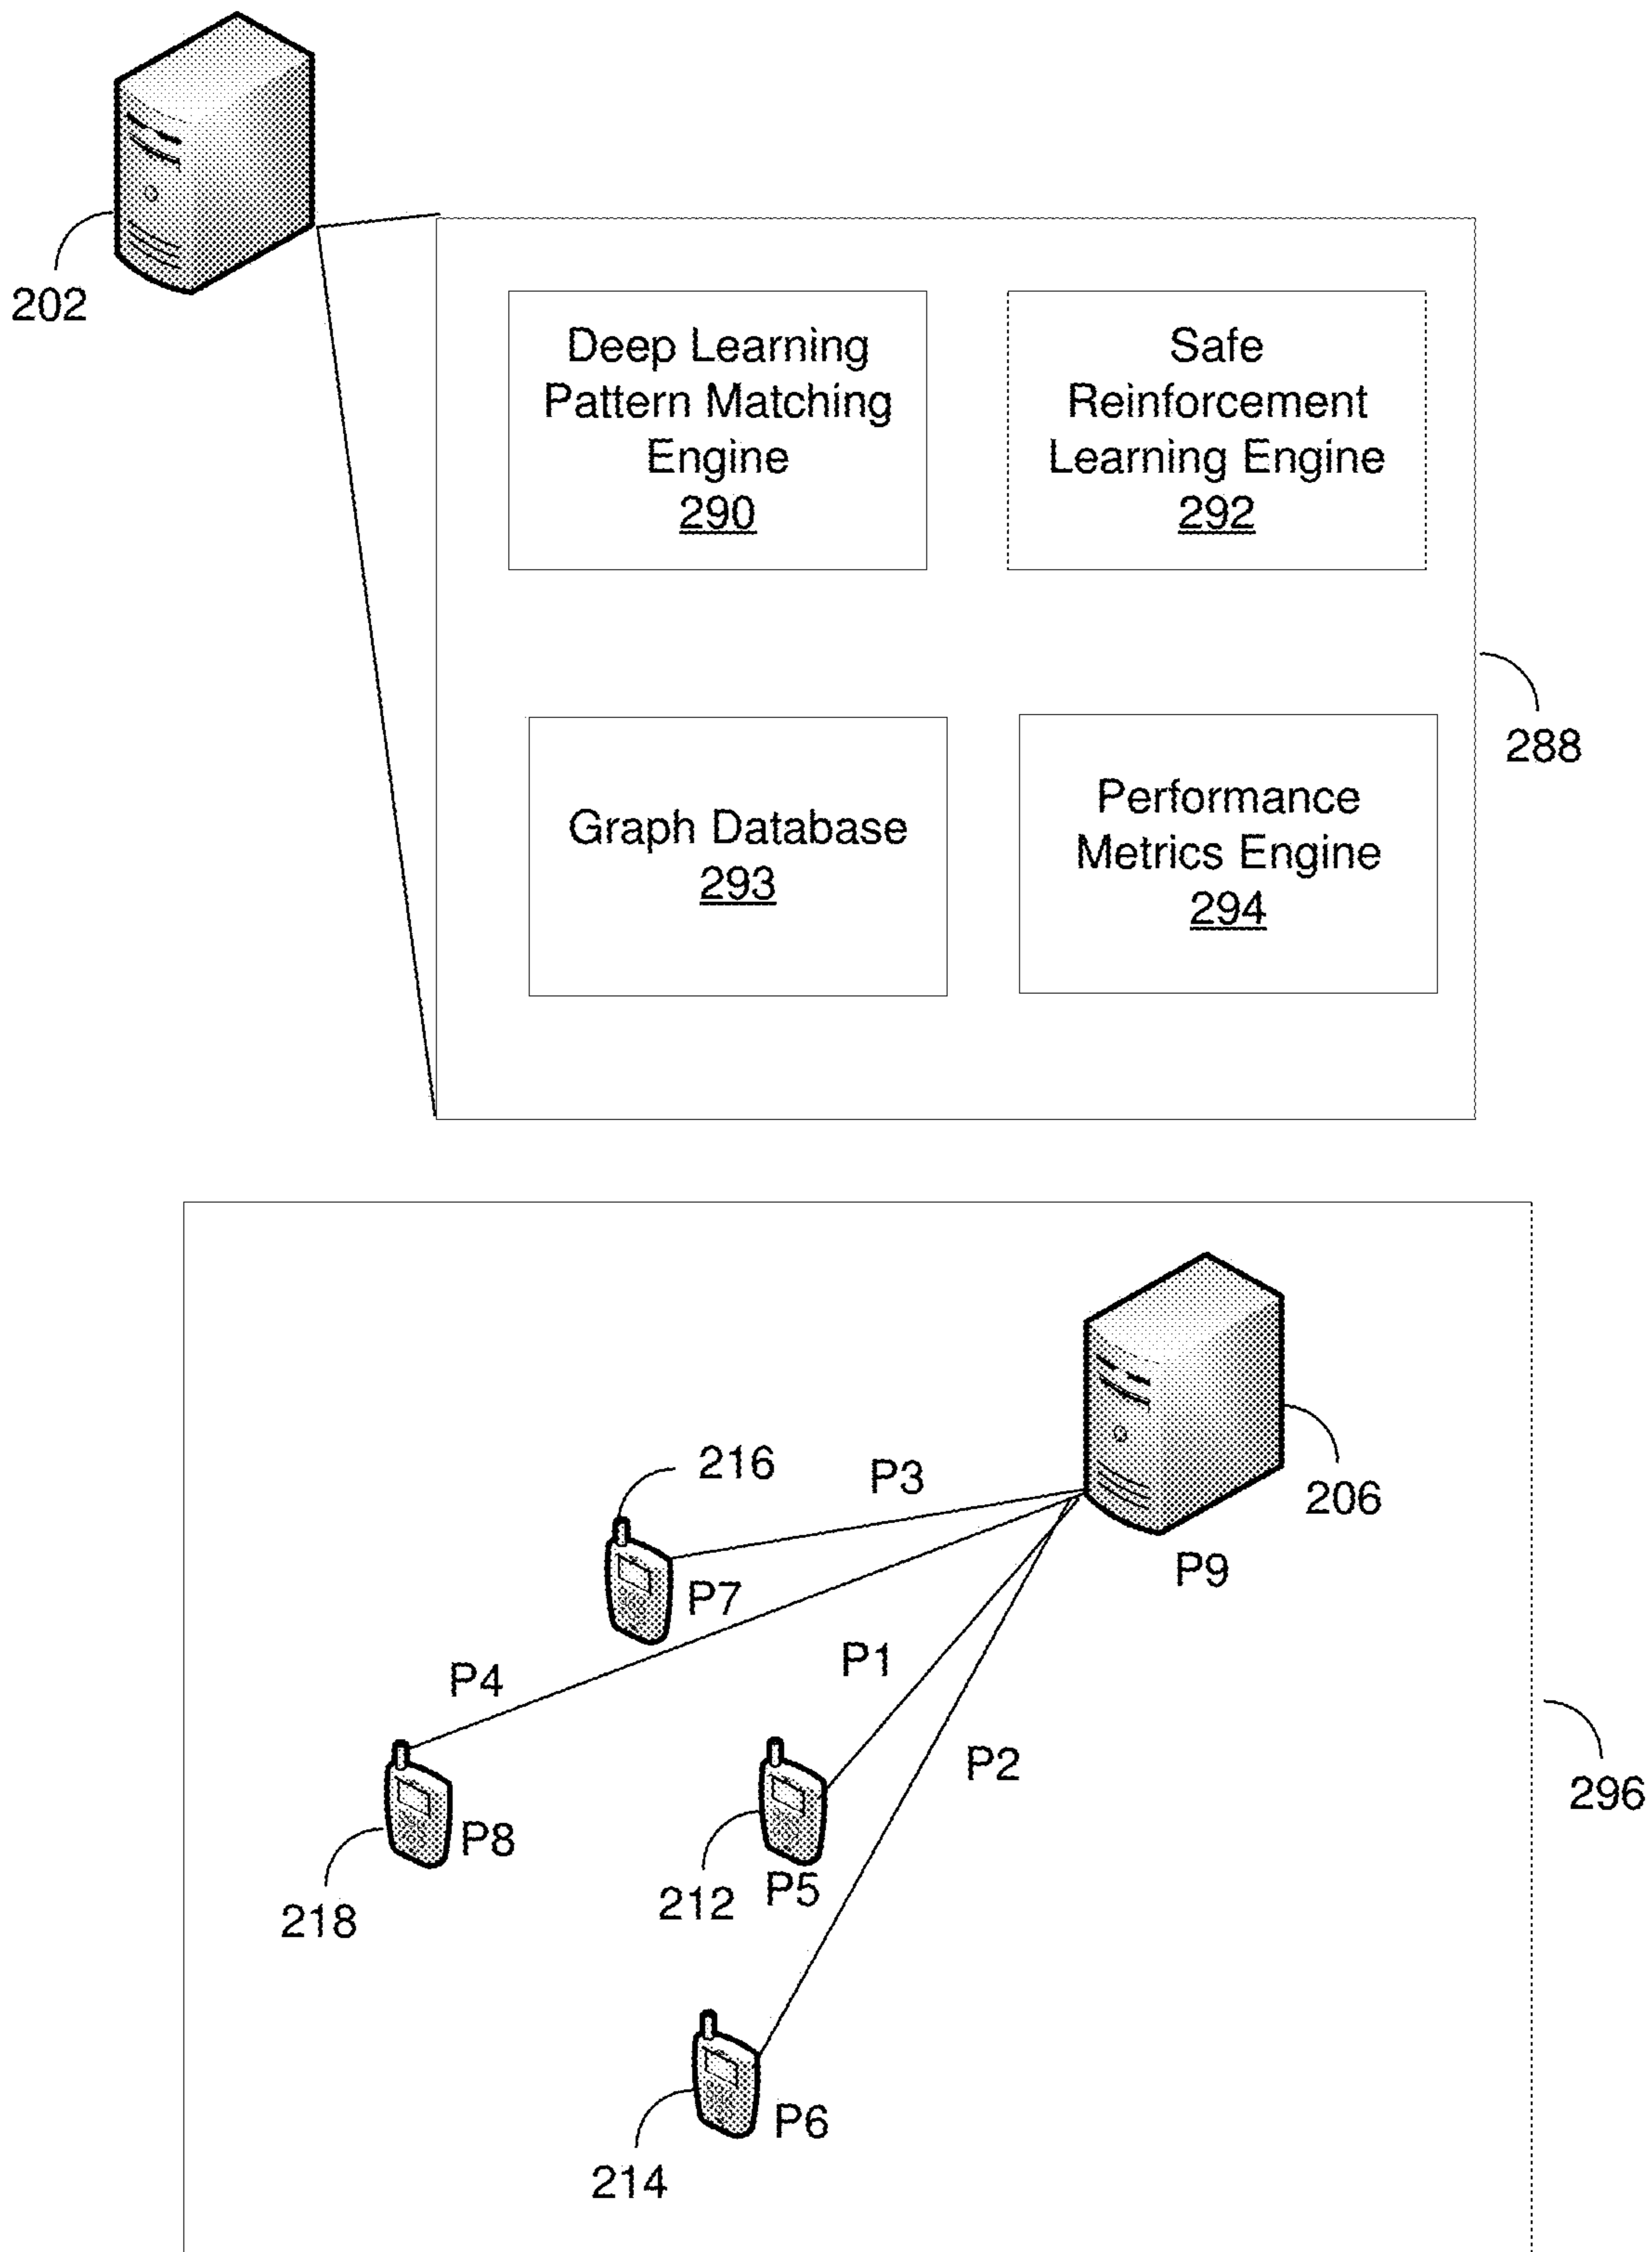 202
Deep Learning
Pattern Matching
Engine
290
Safe
Reinforcement
Learning Engine
292
288
Graph Database
293
Performance
Metrics Engine
294
216
P3
206
P7
P9
P4
P1
P2
296
P8
218
212
P5
P6
214